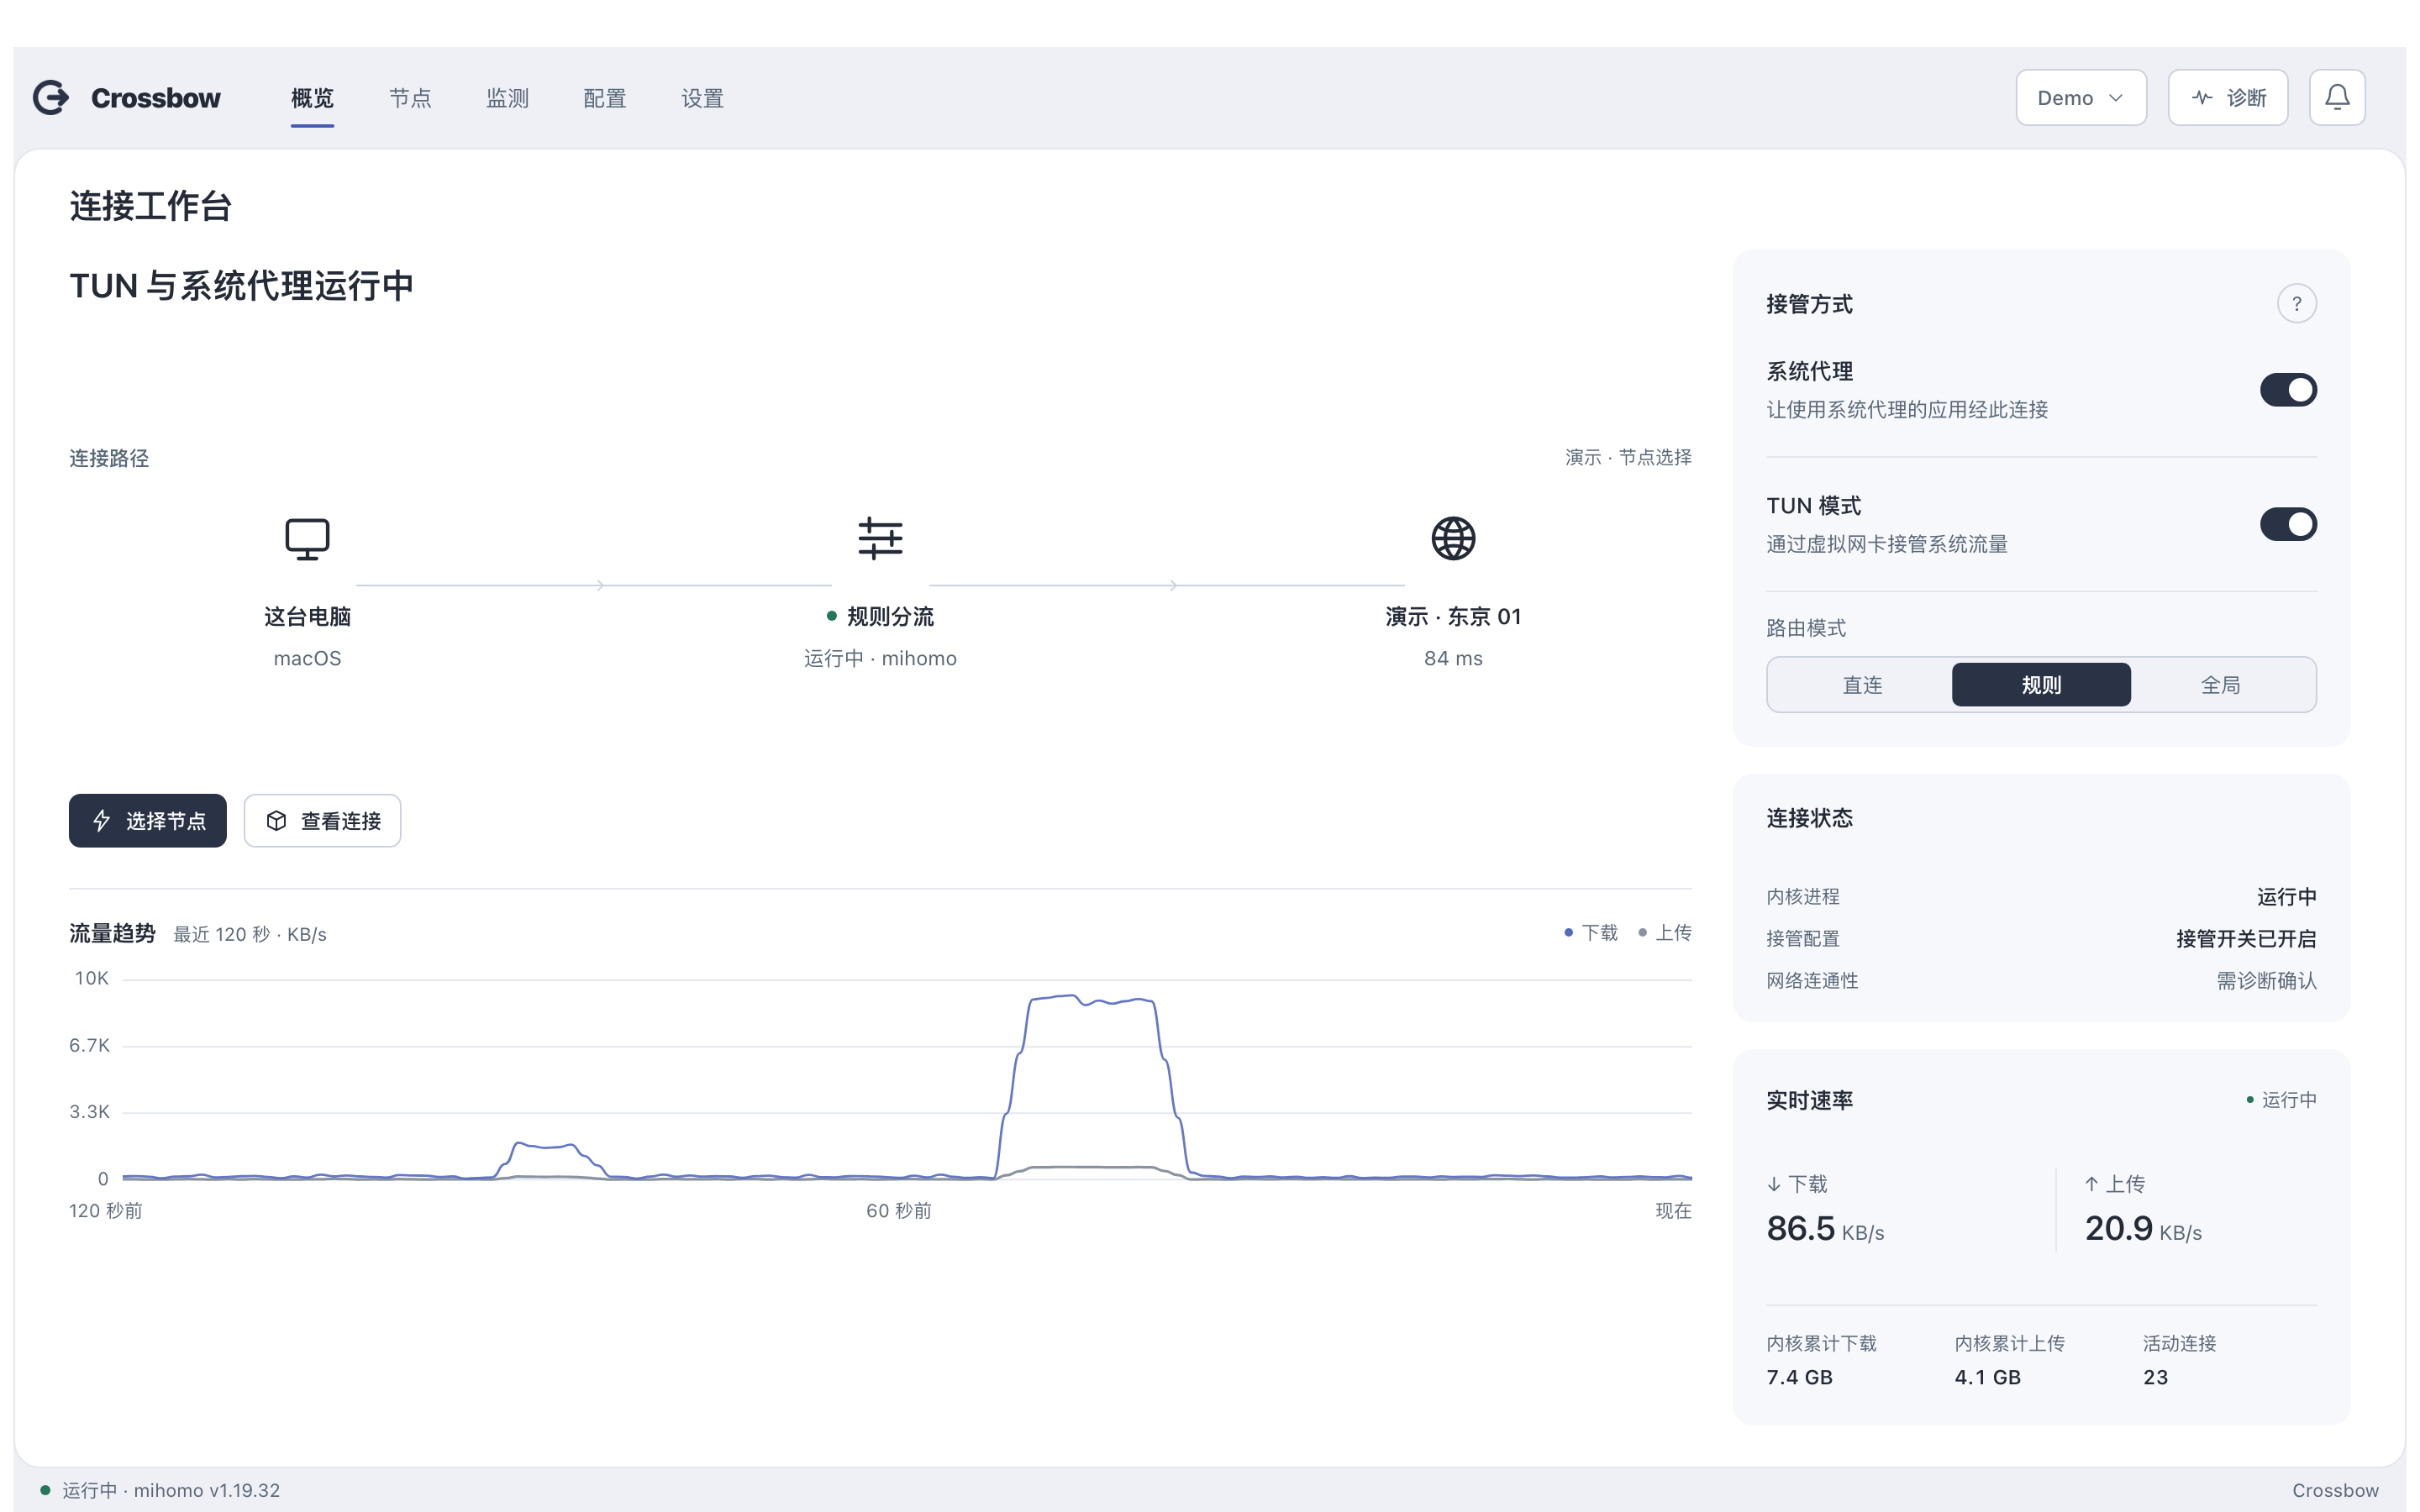 Crossbow 概览 节点 监测 配置 设置 Demo 诊断
连接工作台
TUN 与系统代理运行中
连接路径 演示 · 节点选择
这台电脑 规则分流 演示 · 东京 01
macOS 运行中 · mihomo 84 ms
选择节点 查看连接
流量趋势 最近 120 秒 · KB/s 下载 上传
10K
6.7K
3.3K
0
120 秒前 60 秒前 现在
接管方式 ?
系统代理
让使用系统代理的应用经此连接
TUN 模式
通过虚拟网卡接管系统流量
路由模式
直连 规则 全局
连接状态
内核进程 运行中
接管配置 接管开关已开启
网络连通性 需诊断确认
实时速率 运行中
↓ 下载 ↑ 上传
86.5 KB/s 20.9 KB/s
内核累计下载 内核累计上传 活动连接
7.4 GB 4.1 GB 23
运行中 · mihomo v1.19.32 Crossbow